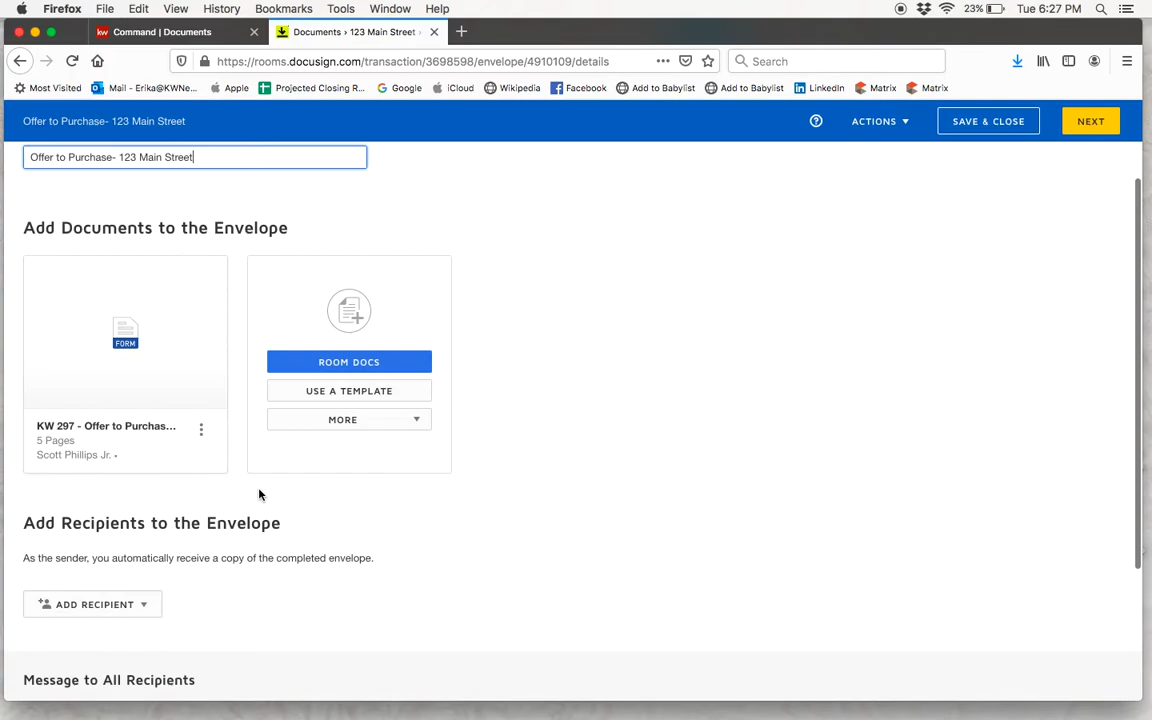 Firefox File Edit View History Bookmarks Tools Window Help 23% Tue 6:27 PM
kw Command | Documents Documents › 123 Main Street ›
https://rooms.docusign.com/transaction/3698598/envelope/4910109/details Search
Most Visited Mail - Erika@KWNe... Apple Projected Closing R... Google iCloud Wikipedia Facebook Add to Babylist Add to Babylist LinkedIn Matrix Matrix
Offer to Purchase- 123 Main Street ACTIONS SAVE & CLOSE NEXT
Offer to Purchase- 123 Main Street
Add Documents to the Envelope
FORM
ROOM DOCS
USE A TEMPLATE
MORE
KW 297 - Offer to Purchas...
5 Pages
Scott Phillips Jr. •
Add Recipients to the Envelope
As the sender, you automatically receive a copy of the completed envelope.
ADD RECIPIENT
Message to All Recipients